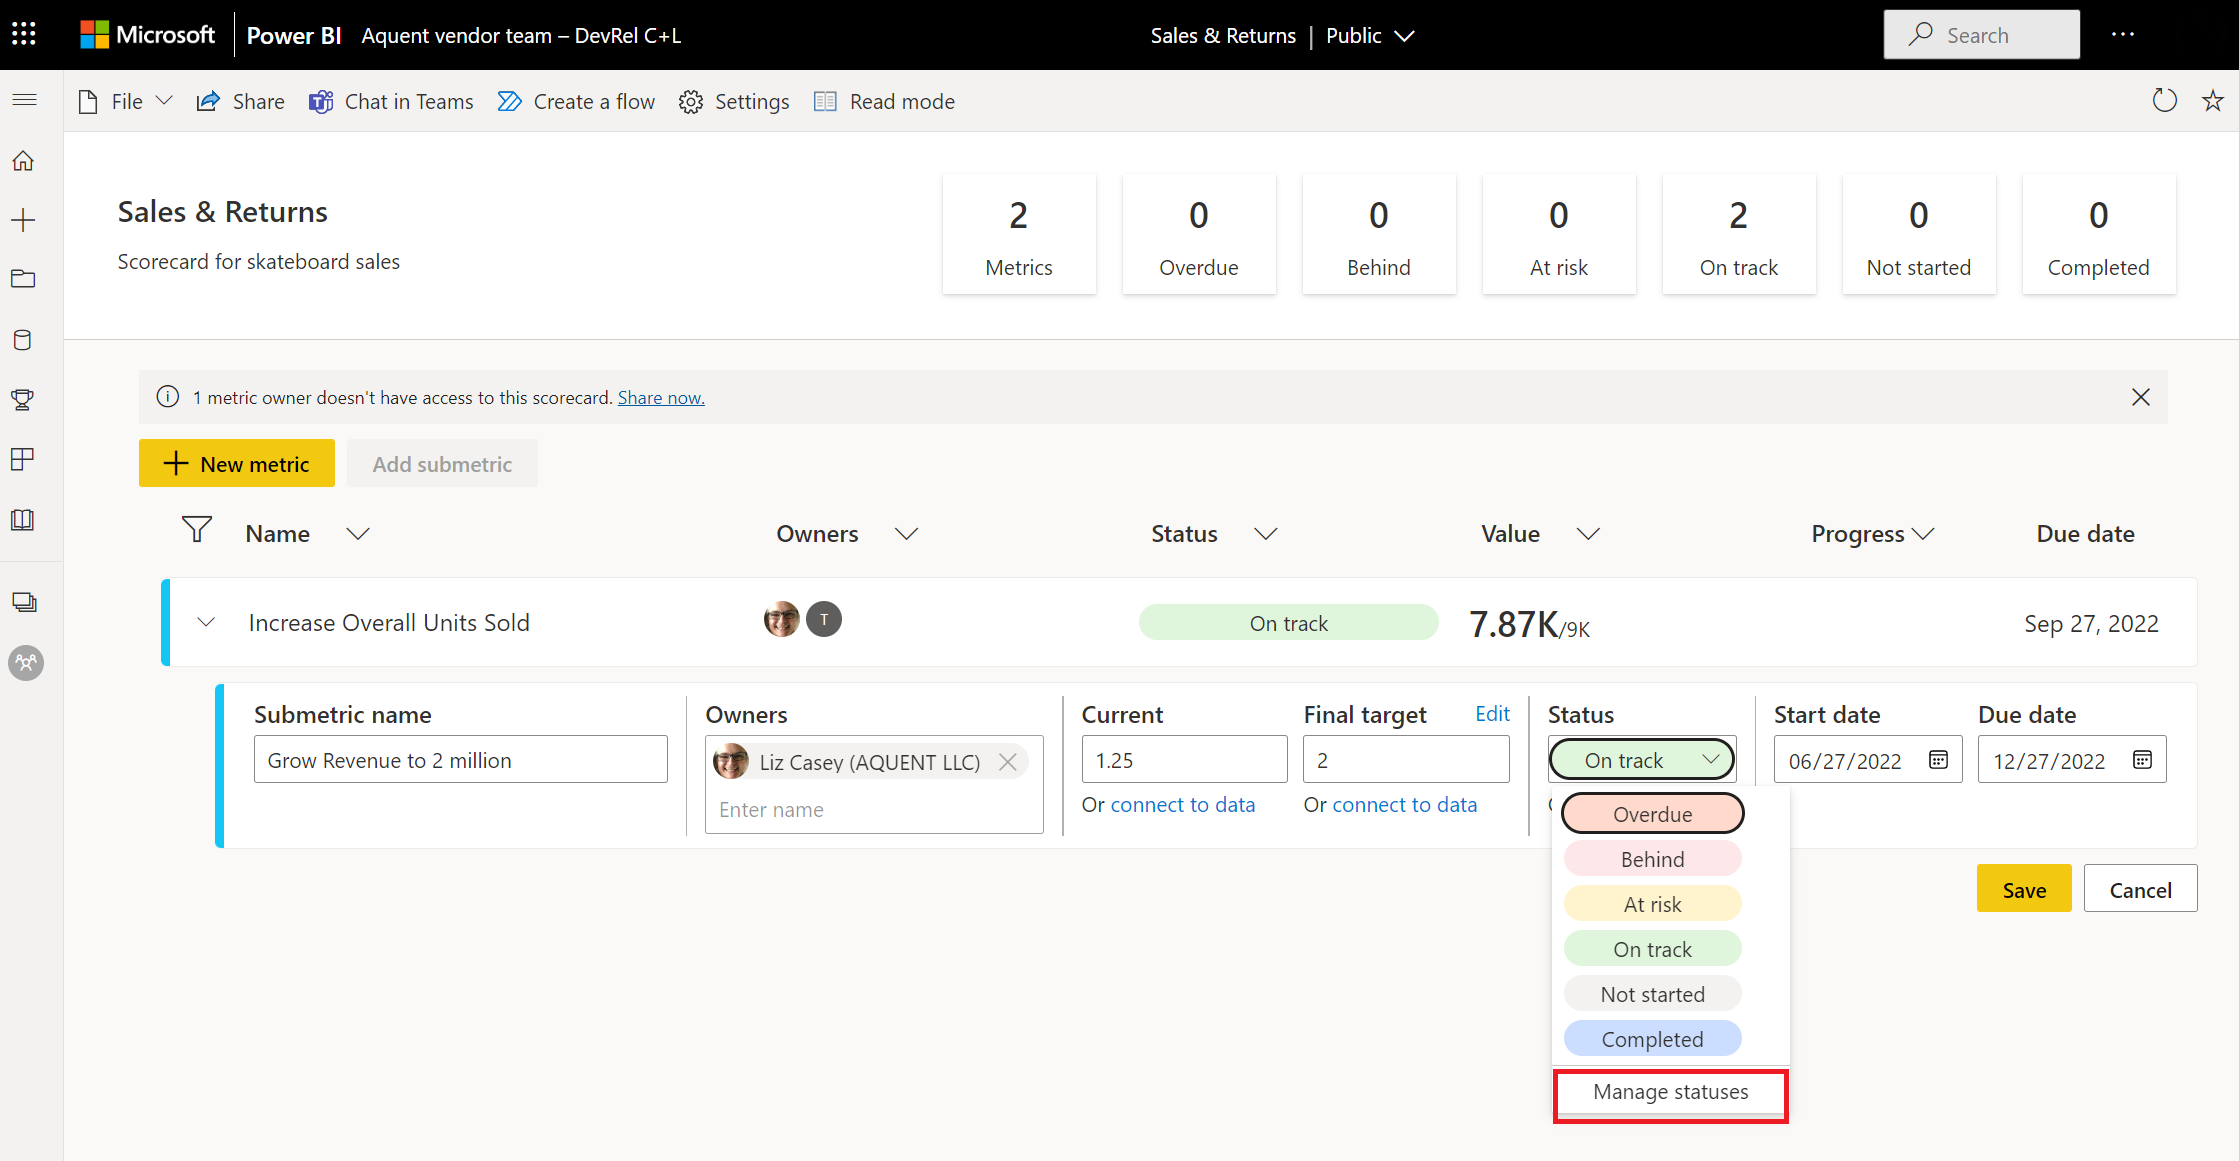 Microsoft Power BI Aquent vendor team – DevRel C+L Sales & Returns | Public Search
File Share Chat in Teams Create a flow Settings Read mode
Sales & Returns
Scorecard for skateboard sales
2 0 0 0 2 0 0
Metrics Overdue Behind At risk On track Not started Completed
1 metric owner doesn't have access to this scorecard. Share now.
New metric Add submetric
Name Owners Status Value Progress Due date
Increase Overall Units Sold T On track 7.87K/9K Sep 27, 2022
Submetric name Owners Current Final target Edit Status Start date Due date
Grow Revenue to 2 million Liz Casey (AQUENT LLC) 1.25 2 On track 06/27/2022 12/27/2022
Enter name Or connect to data Or connect to data
Overdue
Behind
At risk
On track
Not started
Completed
Manage statuses
Save Cancel